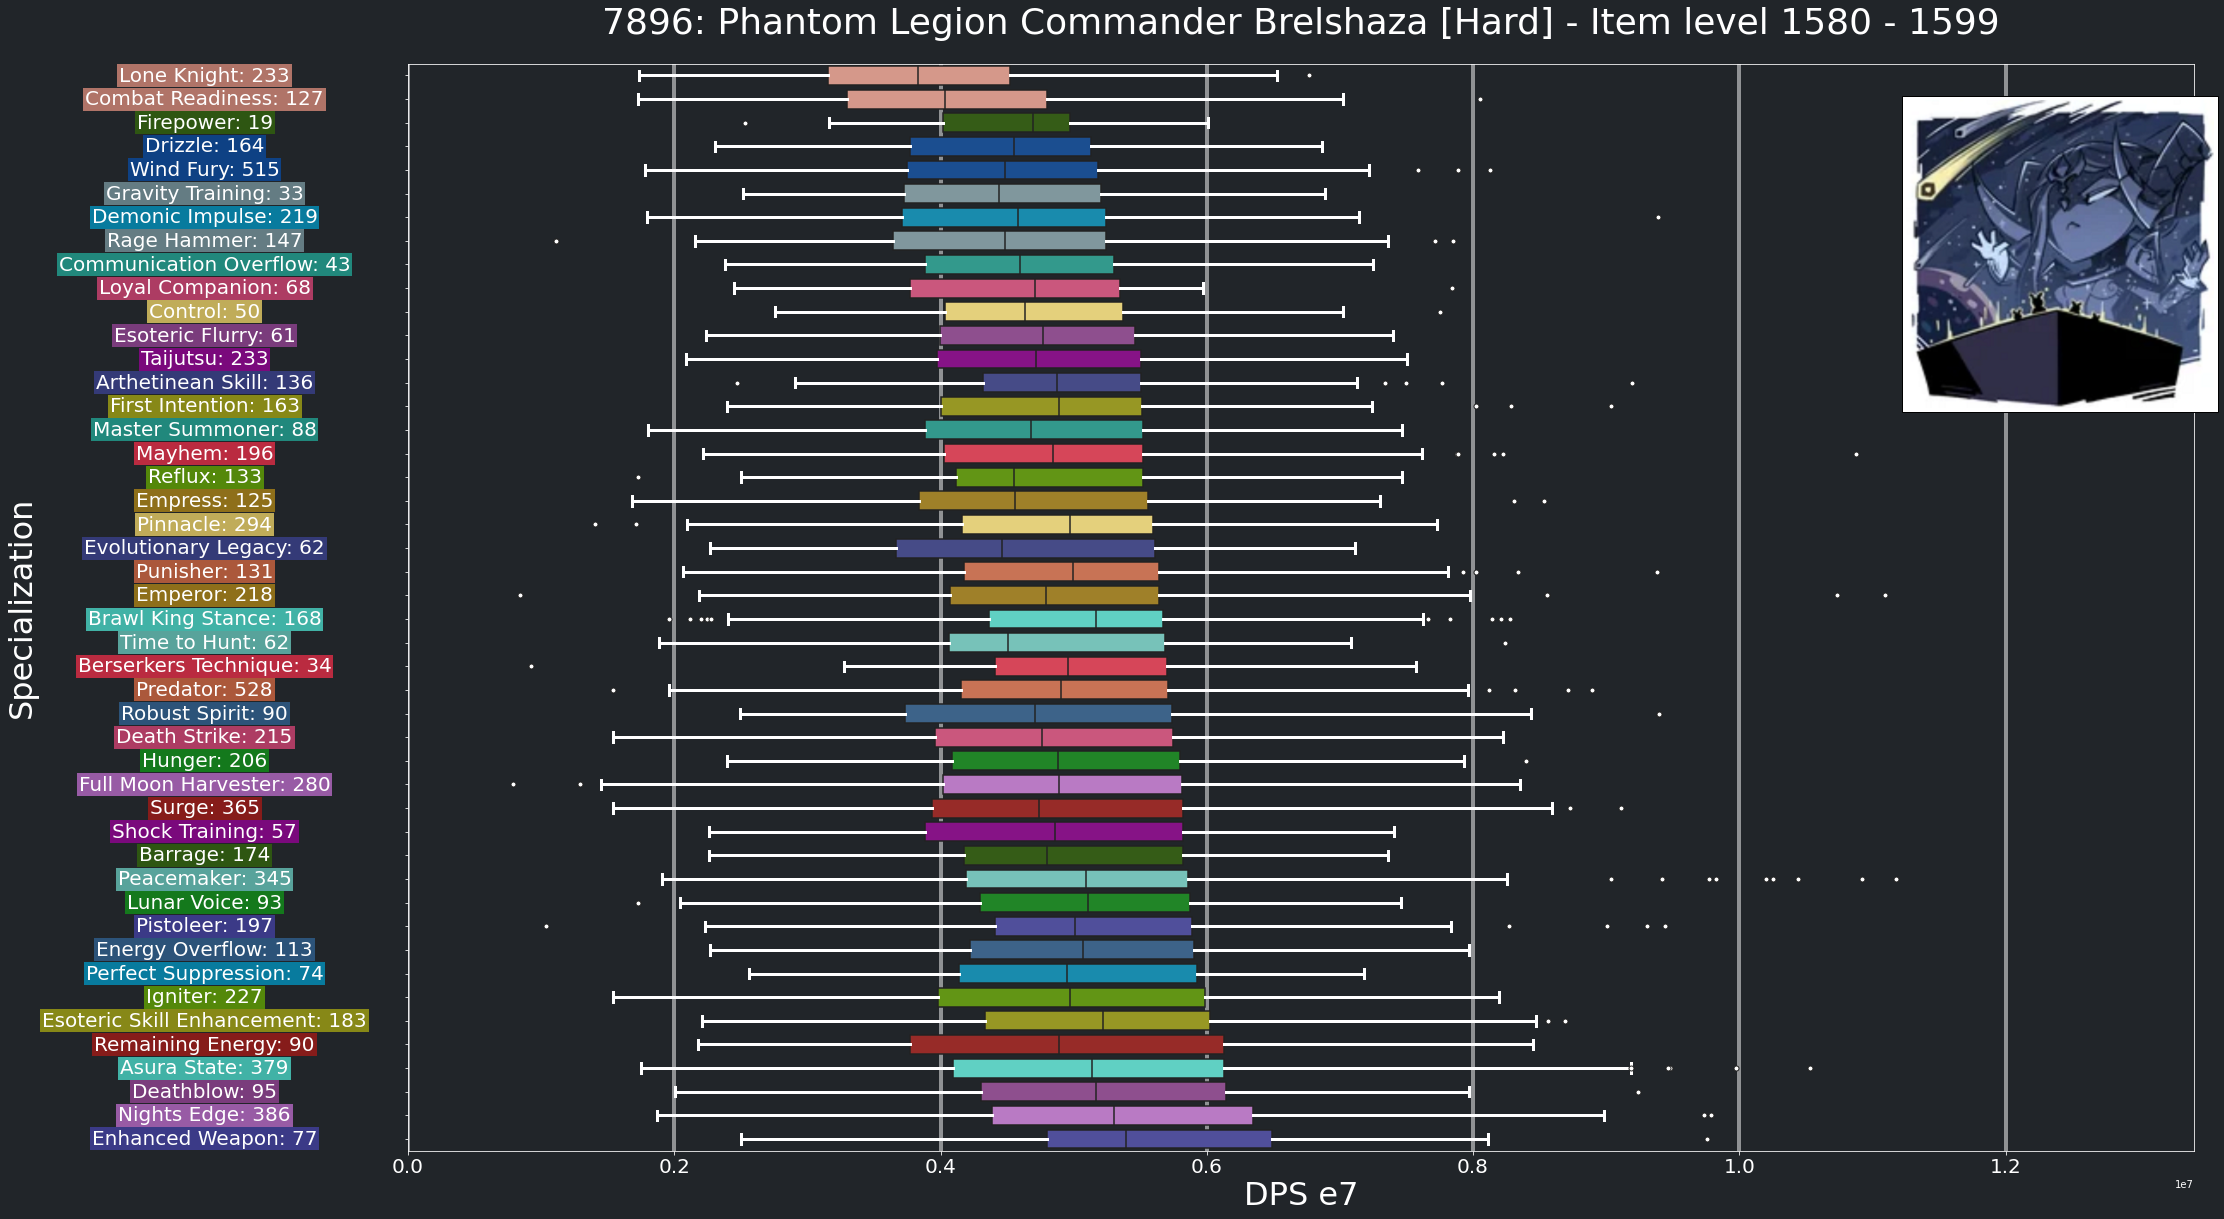 7896: Phantom Legion Commander Brelshaza [Hard] - Item level 1580 - 1599
Specialization
Lone Knight: 233
Combat Readiness: 127
Firepower: 19
Drizzle: 164
Wind Fury: 515
Gravity Training: 33
Demonic Impulse: 219
Rage Hammer: 147
Communication Overflow: 43
Loyal Companion: 68
Control: 50
Esoteric Flurry: 61
Taijutsu: 233
Arthetinean Skill: 136
First Intention: 163
Master Summoner: 88
Mayhem: 196
Reflux: 133
Empress: 125
Pinnacle: 294
Evolutionary Legacy: 62
Punisher: 131
Emperor: 218
Brawl King Stance: 168
Time to Hunt: 62
Berserkers Technique: 34
Predator: 528
Robust Spirit: 90
Death Strike: 215
Hunger: 206
Full Moon Harvester: 280
Surge: 365
Shock Training: 57
Barrage: 174
Peacemaker: 345
Lunar Voice: 93
Pistoleer: 197
Energy Overflow: 113
Perfect Suppression: 74
Igniter: 227
Esoteric Skill Enhancement: 183
Remaining Energy: 90
Asura State: 379
Deathblow: 95
Nights Edge: 386
Enhanced Weapon: 77
0.0 0.2 0.4 0.6 0.8 1.0 1.2
1e7
DPS e7